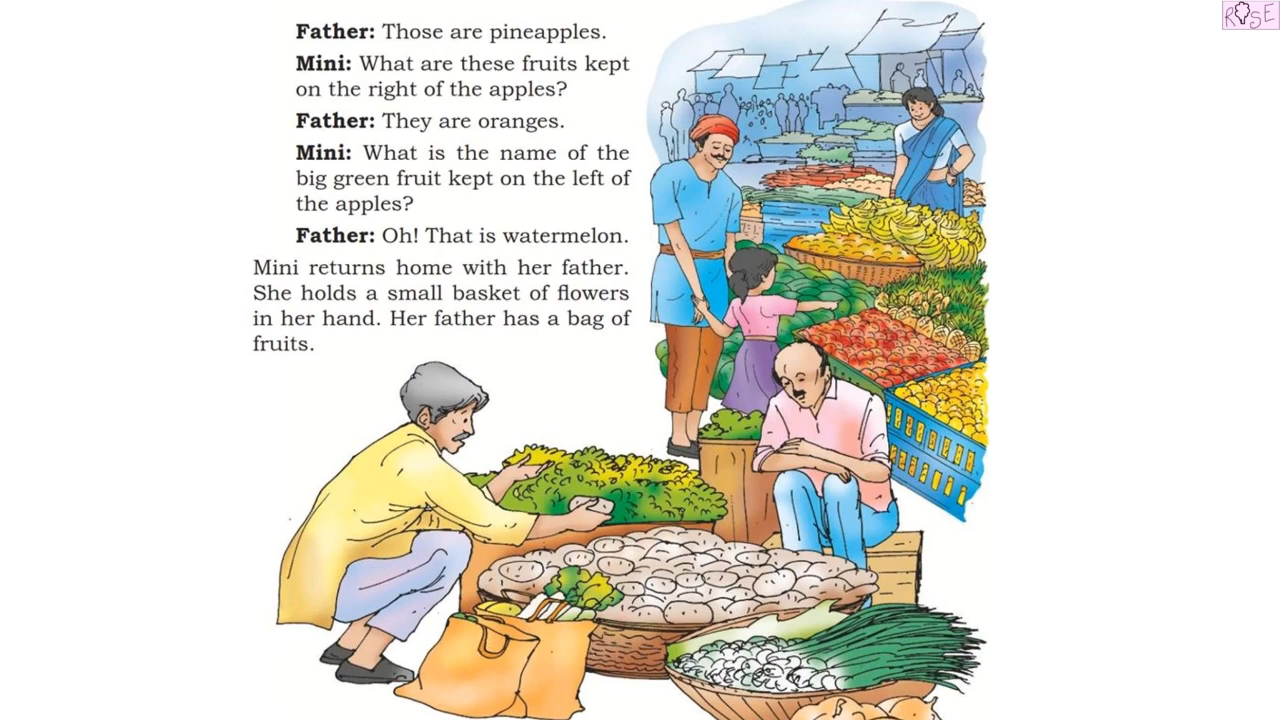 Father: Those are pineapples.
Mini: What are these fruits kept
on the right of the apples?
Father: They are oranges.
Mini: What is the name of the
big green fruit kept on the left of
the apples?
Father: Oh! That is watermelon.
Mini returns home with her father.
She holds a small basket of flowers
in her hand. Her father has a bag of
fruits.
ROSE